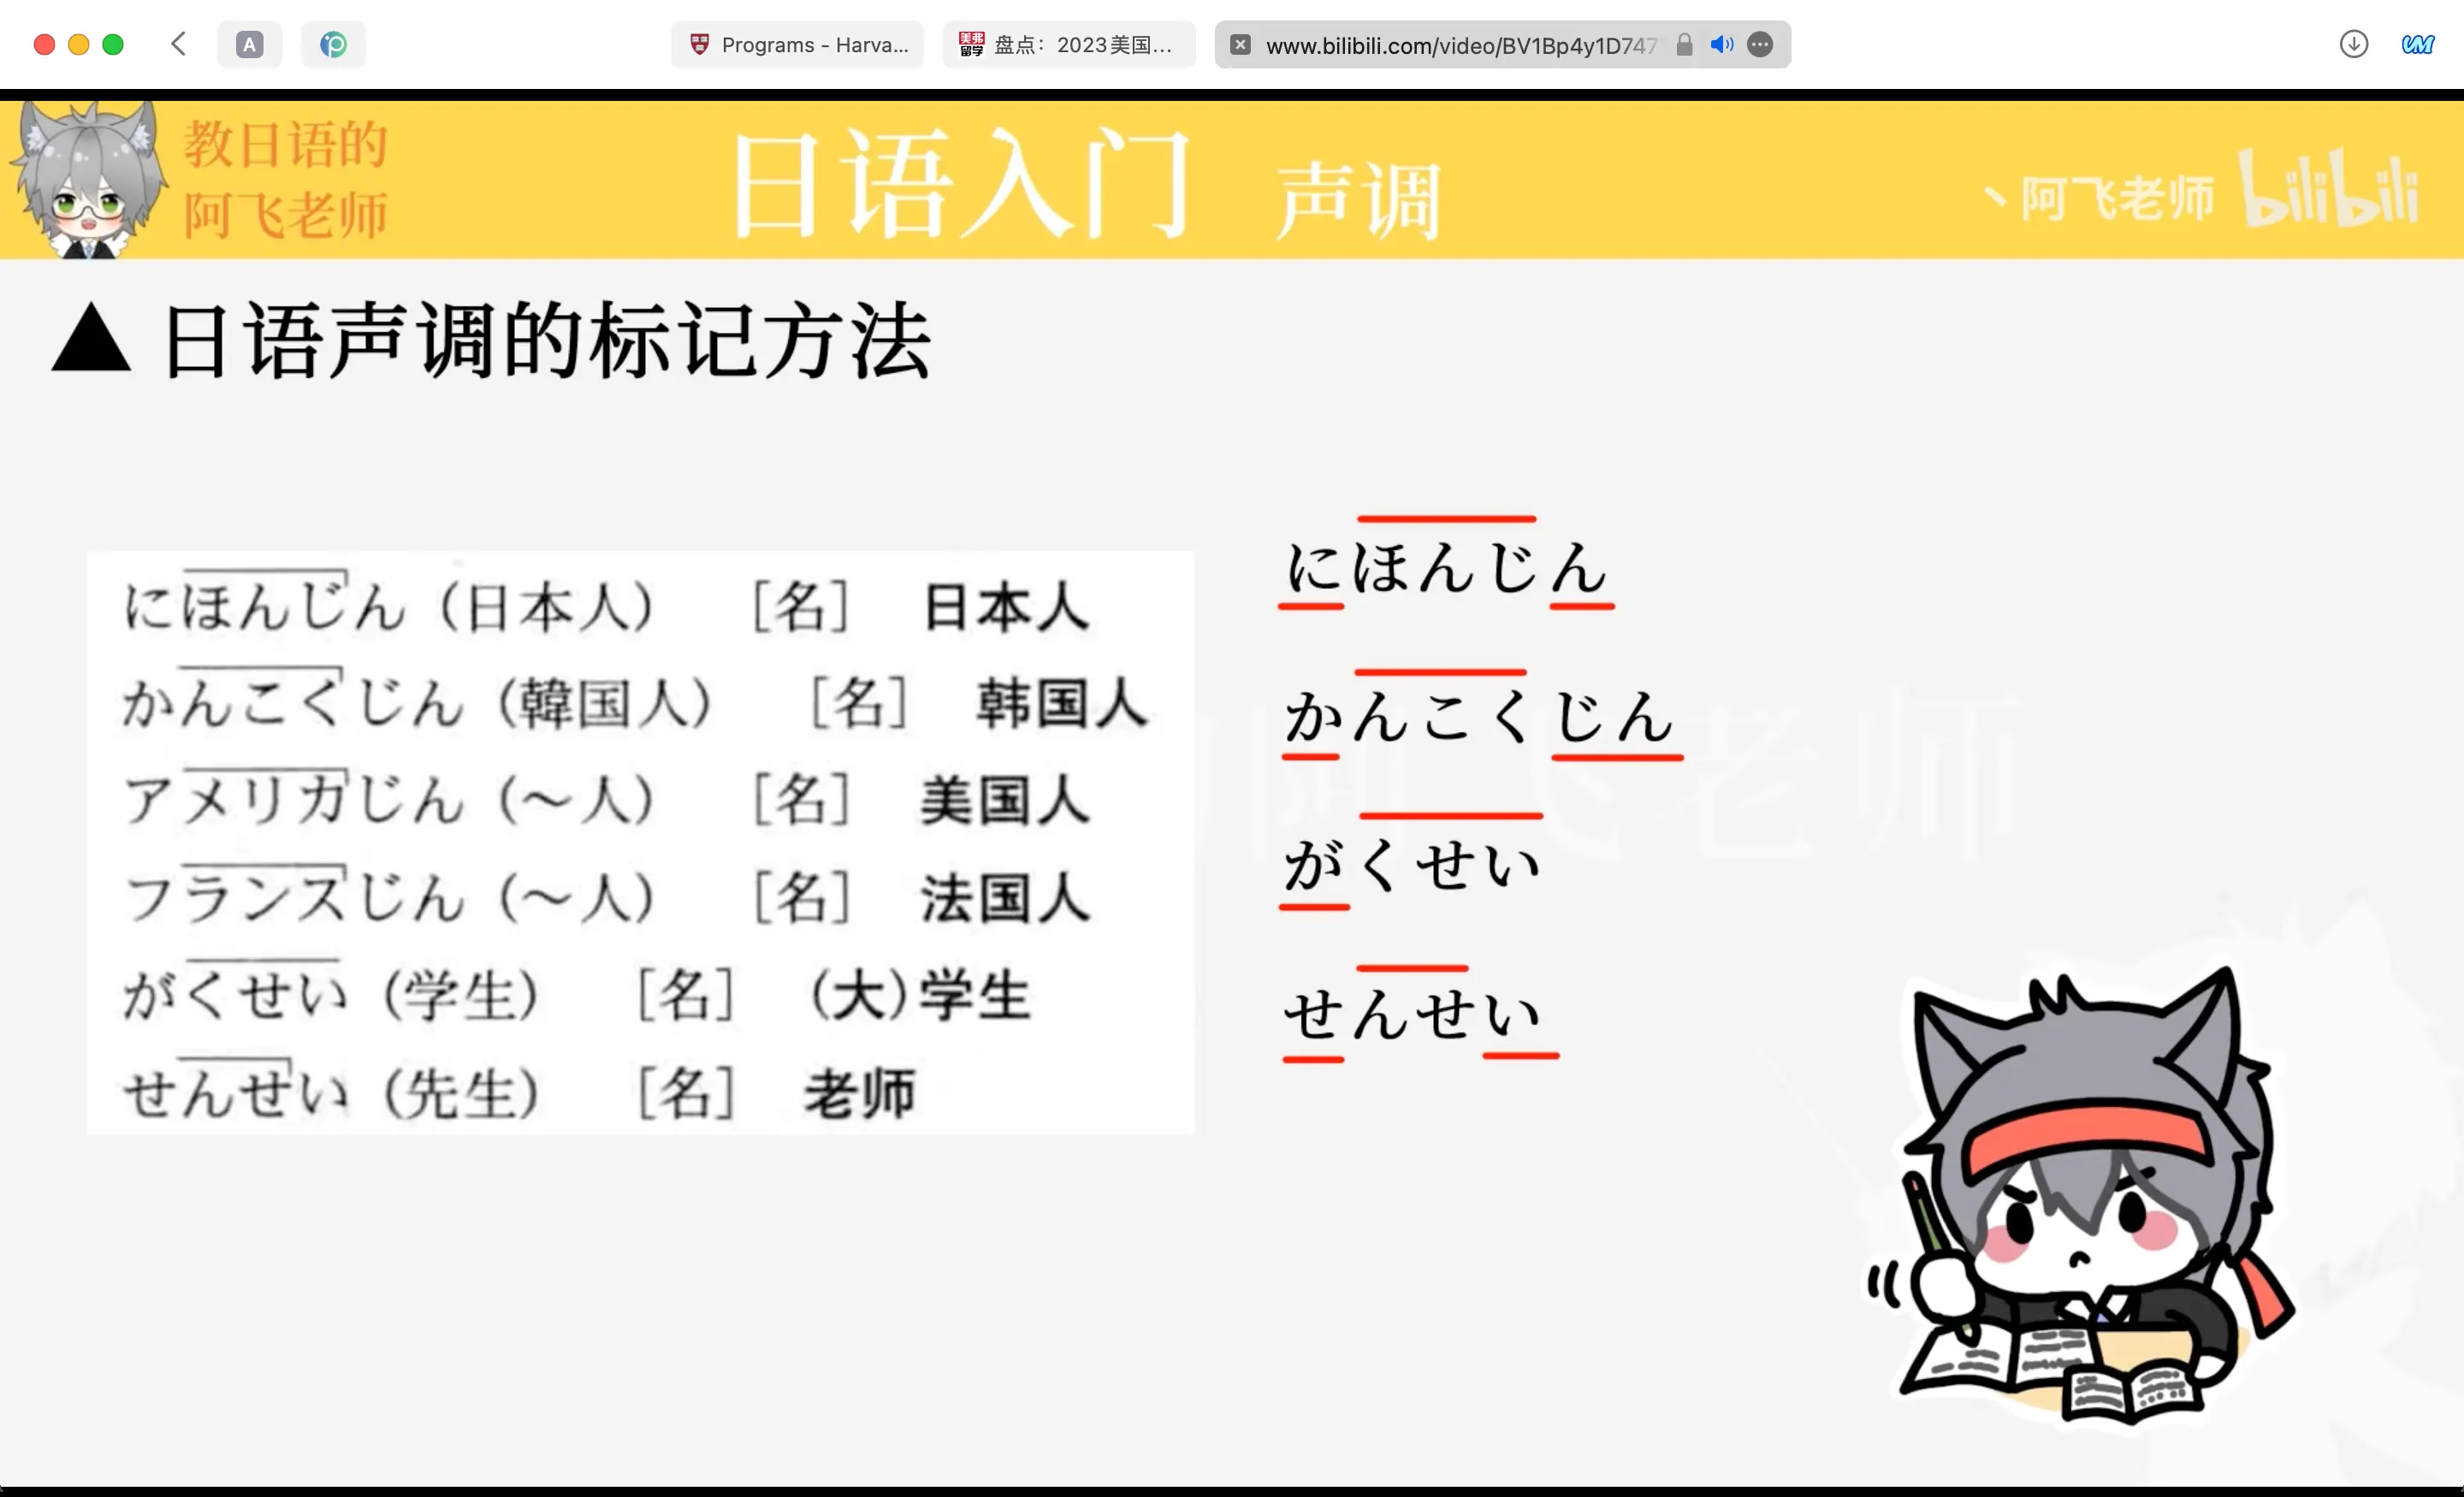 A
Programs - Harva...
美弗留学 盘点：2023美国...
www.bilibili.com/video/BV1Bp4y1D747
教日语的
阿飞老师
日语入门 声调
丶阿飞老师 bilibili
▲ 日语声调的标记方法
にほんじん（日本人） ［名］ 日本人
かんこくじん（韓国人） ［名］ 韩国人
アメリカじん（～人） ［名］ 美国人
フランスじん（～人） ［名］ 法国人
がくせい（学生） ［名］ （大）学生
せんせい（先生） ［名］ 老师
にほんじん
かんこくじん
がくせい
せんせい
阿飞老师